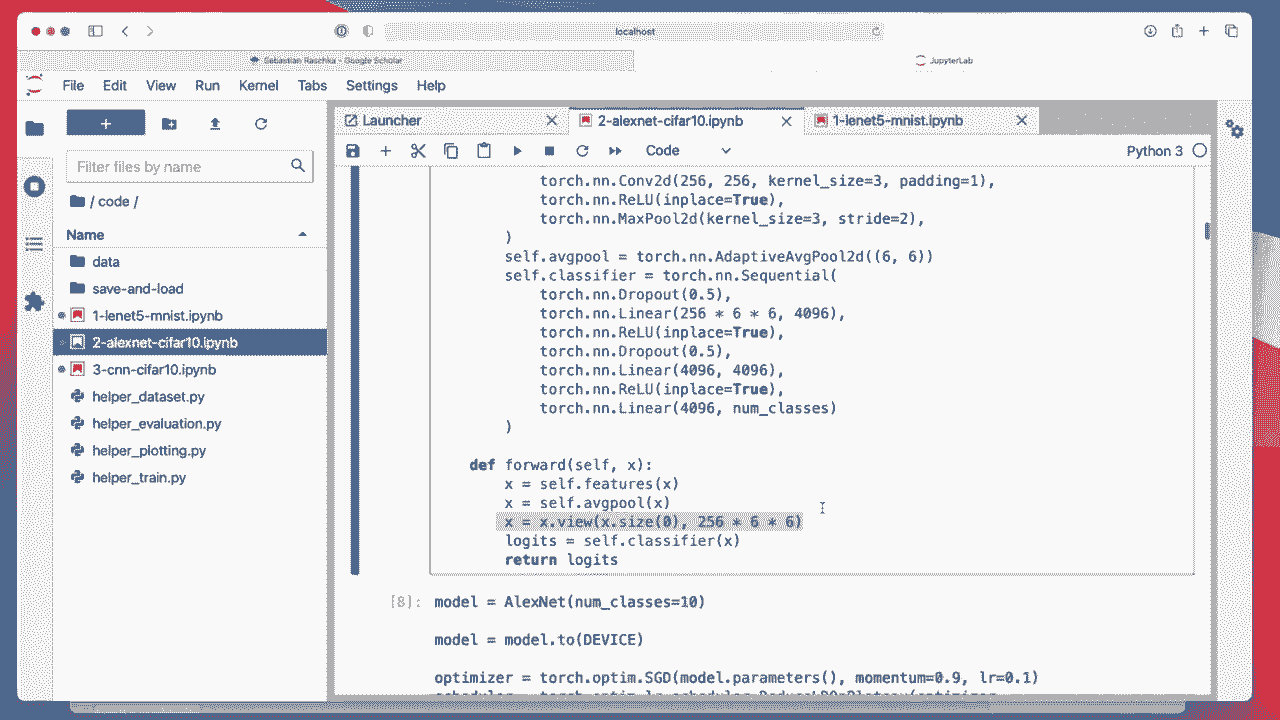 localhost
Sebastian Raschka - Google Scholar
JupyterLab
File Edit View Run Kernel Tabs Settings Help
Launcher
2-alexnet-cifar10.ipynb
1-lenet5-mnist.ipynb
Filter files by name
Code
Python 3
/ code /
Name
data
save-and-load
1-lenet5-mnist.ipynb
2-alexnet-cifar10.ipynb
3-cnn-cifar10.ipynb
helper_dataset.py
helper_evaluation.py
helper_plotting.py
helper_train.py
torch.nn.Conv2d(256, 256, kernel_size=3, padding=1),
torch.nn.ReLU(inplace=True),
torch.nn.MaxPool2d(kernel_size=3, stride=2),
)
self.avgpool = torch.nn.AdaptiveAvgPool2d((6, 6))
self.classifier = torch.nn.Sequential(
torch.nn.Dropout(0.5),
torch.nn.Linear(256 * 6 * 6, 4096),
torch.nn.ReLU(inplace=True),
torch.nn.Dropout(0.5),
torch.nn.Linear(4096, 4096),
torch.nn.ReLU(inplace=True),
torch.nn.Linear(4096, num_classes)
)
def forward(self, x):
x = self.features(x)
x = self.avgpool(x)
x = x.view(x.size(0), 256 * 6 * 6)
logits = self.classifier(x)
return logits
[8]: model = AlexNet(num_classes=10)
model = model.to(DEVICE)
optimizer = torch.optim.SGD(model.parameters(), momentum=0.9, lr=0.1)